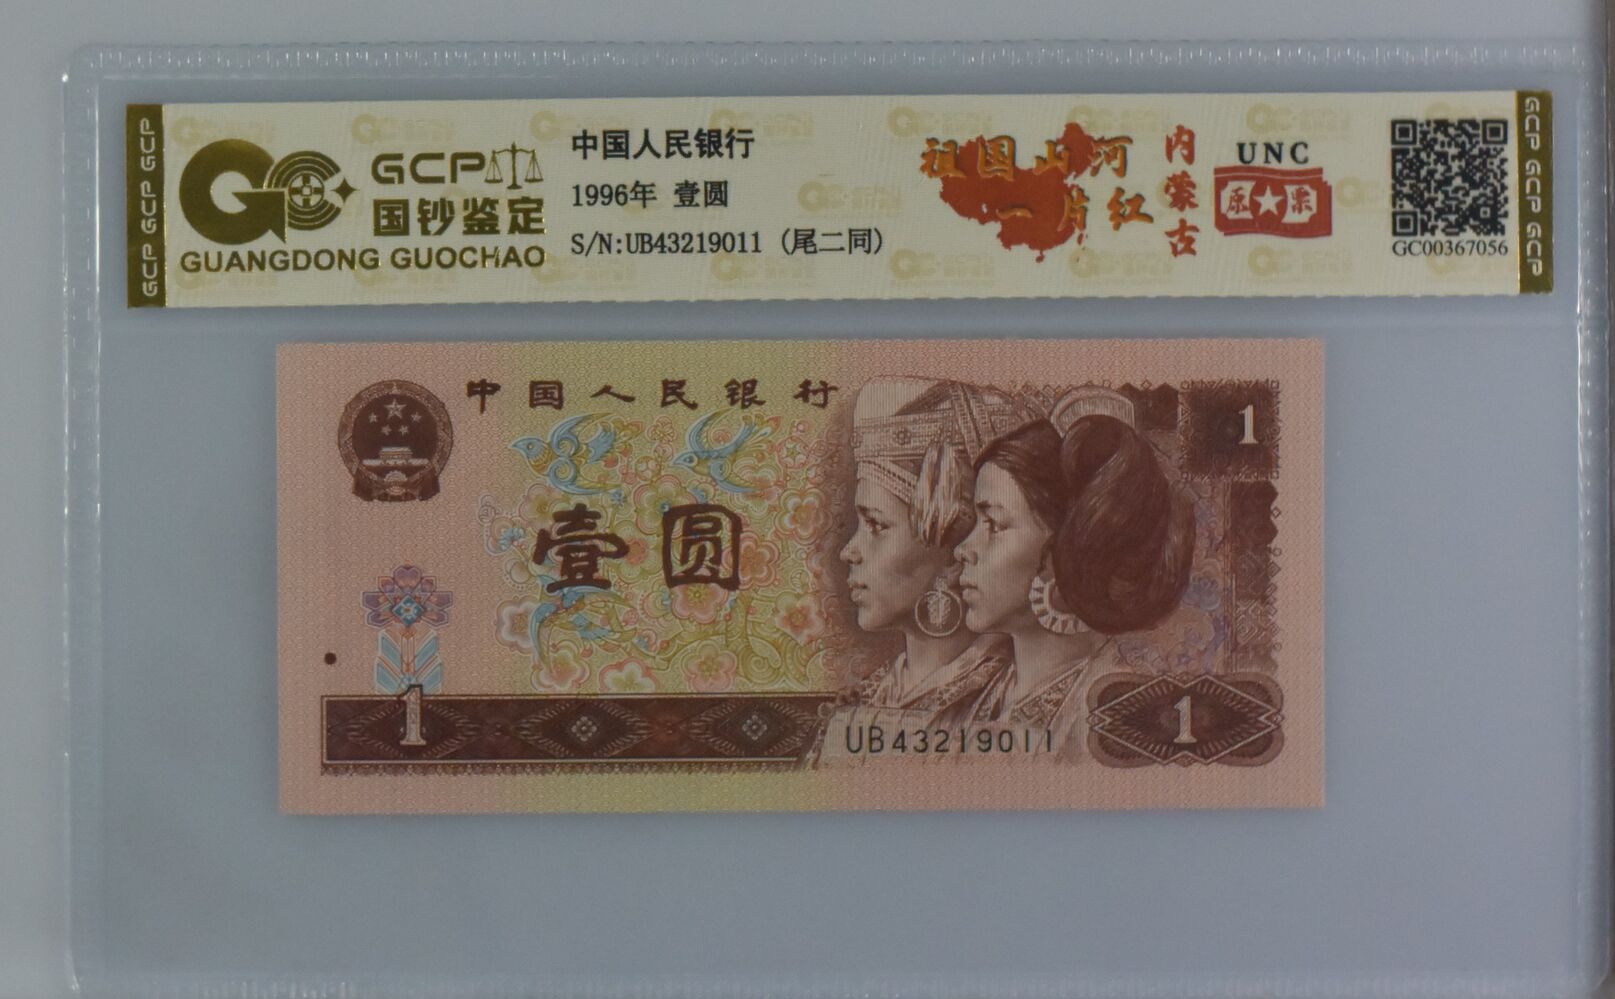 GCP GCP GCP
GCP
国钞鉴定
GUANGDONG GUOCHAO
中国人民银行
1996年 壹圆
S/N:UB43219011 (尾二同)
祖国山河
一片红
内蒙古
UNC
原★票
GC00367056
GCP GCP GCP
中国人民银行
1
壹圆
1
UB43219011
1